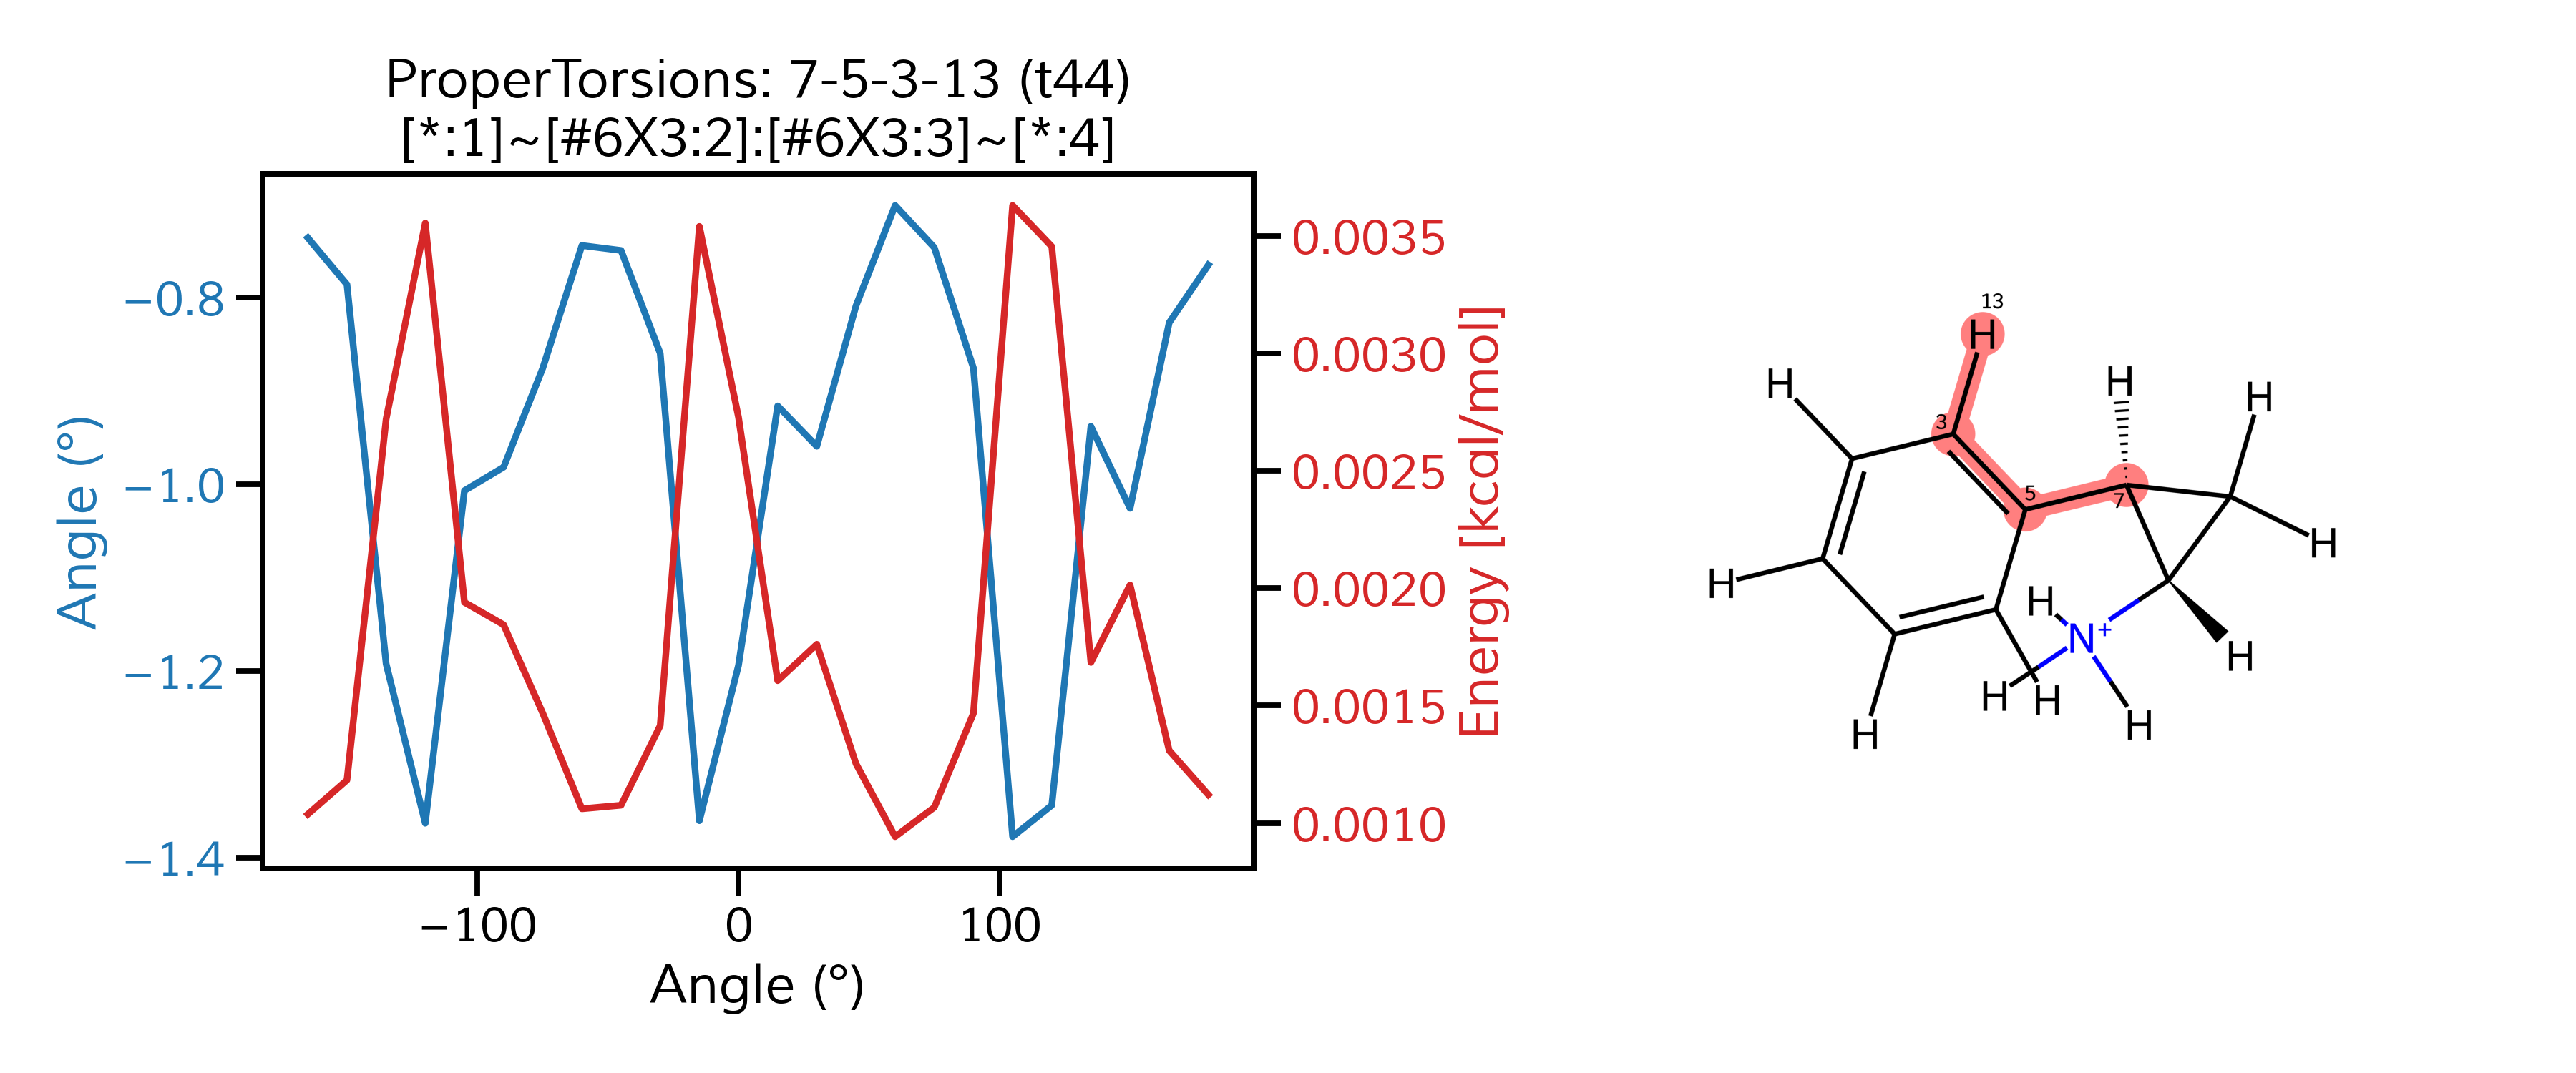 ProperTorsions: 7-5-3-13 (t44)
[*:1]~[#6X3:2]:[#6X3:3]~[*:4]
Angle (°)
−0.8
−1.0
−1.2
−1.4
−100
0
100
Angle (°)
0.0035
0.0030
0.0025
0.0020
0.0015
0.0010
Energy [kcal/mol]
13
H
H
H
H
3
5
7
H
H
H
N+
H
H
H
H
H